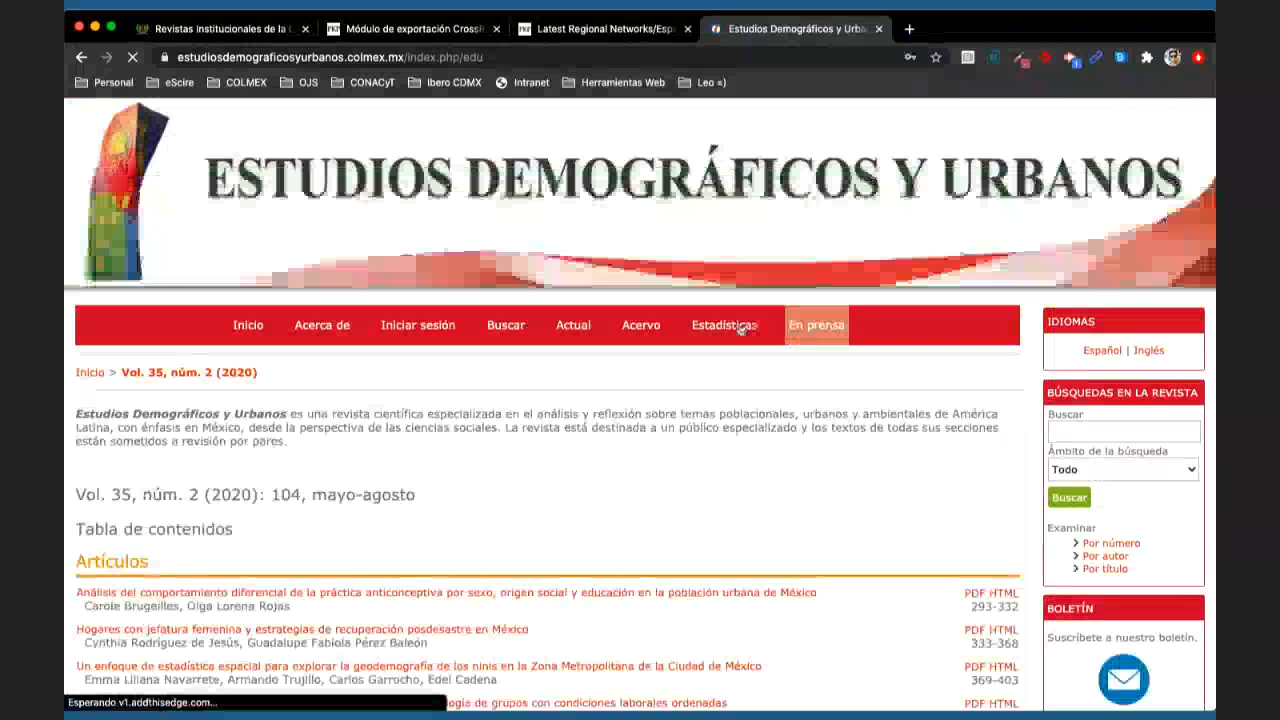 Revistas Institucionales de la
Módulo de exportación Crossr
Latest Regional Networks/Esp
Estudios Demográficos y Urb
estudiosdemograficosyurbanos.colmex.mx/index.php/edu
Personal eScire COLMEX OJS CONACyT Ibero CDMX Intranet Herramientas Web Leo =)
ESTUDIOS DEMOGRÁFICOS Y URBANOS
Inicio Acerca de Iniciar sesión Buscar Actual Acervo Estadísticas En prensa
Inicio > Vol. 35, núm. 2 (2020)
Estudios Demográficos y Urbanos es una revista científica especializada en el análisis y reflexión sobre temas poblacionales, urbanos y ambientales de América
Latina, con énfasis en México, desde la perspectiva de las ciencias sociales. La revista está destinada a un público especializado y los textos de todas sus secciones
están sometidos a revisión por pares.
Vol. 35, núm. 2 (2020): 104, mayo-agosto
Tabla de contenidos
Artículos
Análisis del comportamiento diferencial de la práctica anticonceptiva por sexo, origen social y educación en la población urbana de México PDF HTML
Carole Brugeilles, Olga Lorena Rojas 293-332
Hogares con jefatura femenina y estrategias de recuperación posdesastre en México PDF HTML
Cynthia Rodríguez de Jesús, Guadalupe Fabiola Pérez Baleón 333-368
Un enfoque de estadística espacial para explorar la geodemografía de los ninis en la Zona Metropolitana de la Ciudad de México PDF HTML
Emma Liliana Navarrete, Armando Trujillo, Carlos Garrocho, Edel Cadena 369-403
logía de grupos con condiciones laborales ordenadas PDF HTML
Esperando v1.addthisedge.com...
IDIOMAS
Español | Inglés
BÚSQUEDAS EN LA REVISTA
Buscar
Ámbito de la búsqueda
Todo
Buscar
Examinar
Por número
Por autor
Por título
BOLETÍN
Suscríbete a nuestro boletín.